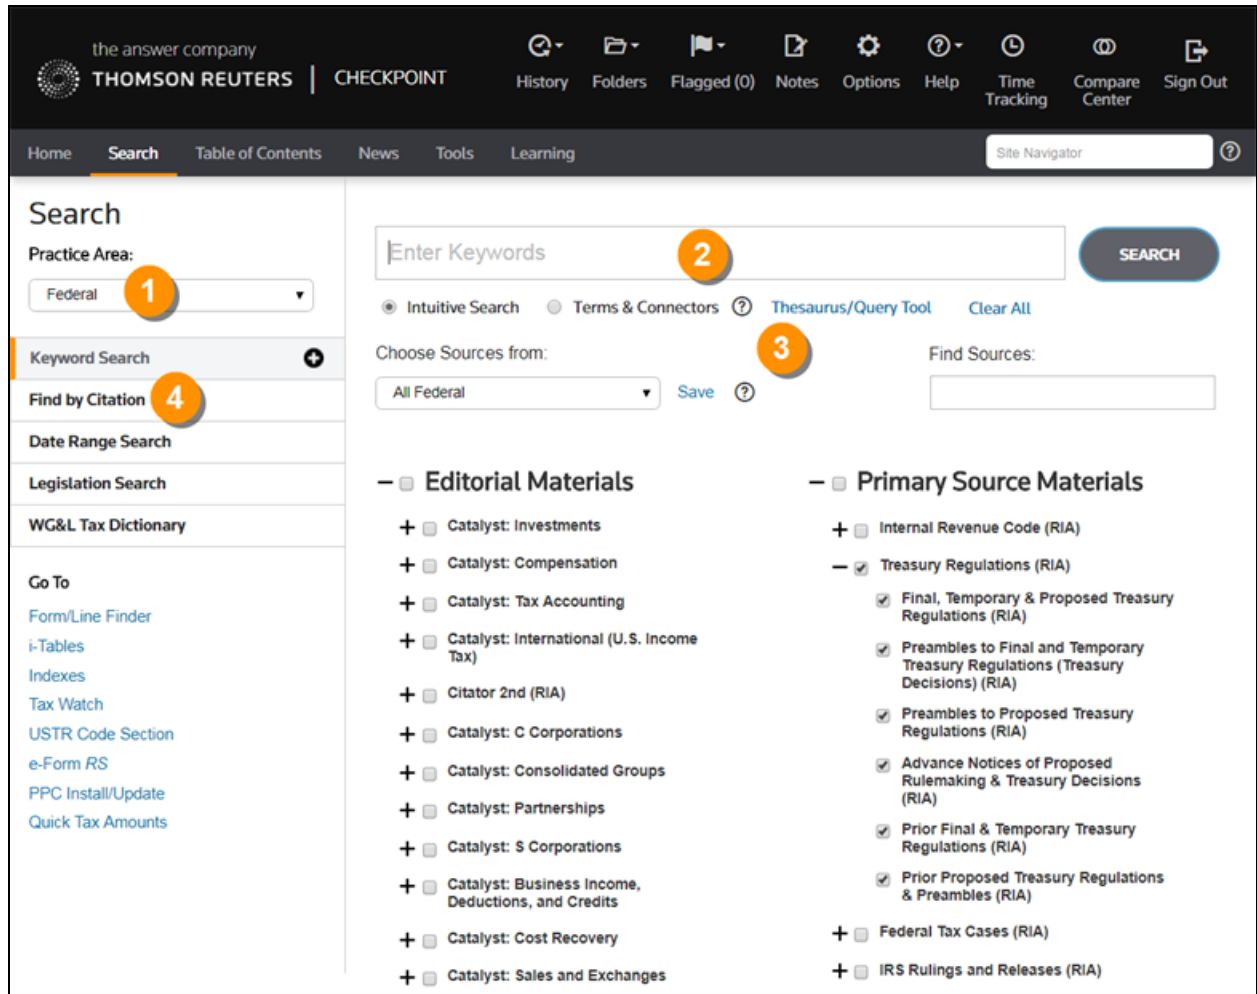 the answer company
THOMSON REUTERS
CHECKPOINT
History
Folders
Flagged (0)
Notes
Options
Help
Time
Tracking
Compare
Center
Sign Out
Home
Search
Table of Contents
News
Tools
Learning
Site Navigator
Search
Practice Area:
Federal
1
Keyword Search
Find by Citation
4
Date Range Search
Legislation Search
WG&L Tax Dictionary
Go To
Form/Line Finder
i-Tables
Indexes
Tax Watch
USTR Code Section
e-Form RS
PPC Install/Update
Quick Tax Amounts
Enter Keywords
2
SEARCH
Intuitive Search
Terms & Connectors
Thesaurus/Query Tool
Clear All
3
Choose Sources from:
Find Sources:
All Federal
Save
Editorial Materials
Catalyst: Investments
Catalyst: Compensation
Catalyst: Tax Accounting
Catalyst: International (U.S. Income
Tax)
Citator 2nd (RIA)
Catalyst: C Corporations
Catalyst: Consolidated Groups
Catalyst: Partnerships
Catalyst: S Corporations
Catalyst: Business Income,
Deductions, and Credits
Catalyst: Cost Recovery
Catalyst: Sales and Exchanges
Primary Source Materials
Internal Revenue Code (RIA)
Treasury Regulations (RIA)
Final, Temporary & Proposed Treasury
Regulations (RIA)
Preambles to Final and Temporary
Treasury Regulations (Treasury
Decisions) (RIA)
Preambles to Proposed Treasury
Regulations (RIA)
Advance Notices of Proposed
Rulemaking & Treasury Decisions
(RIA)
Prior Final & Temporary Treasury
Regulations (RIA)
Prior Proposed Treasury Regulations
& Preambles (RIA)
Federal Tax Cases (RIA)
IRS Rulings and Releases (RIA)